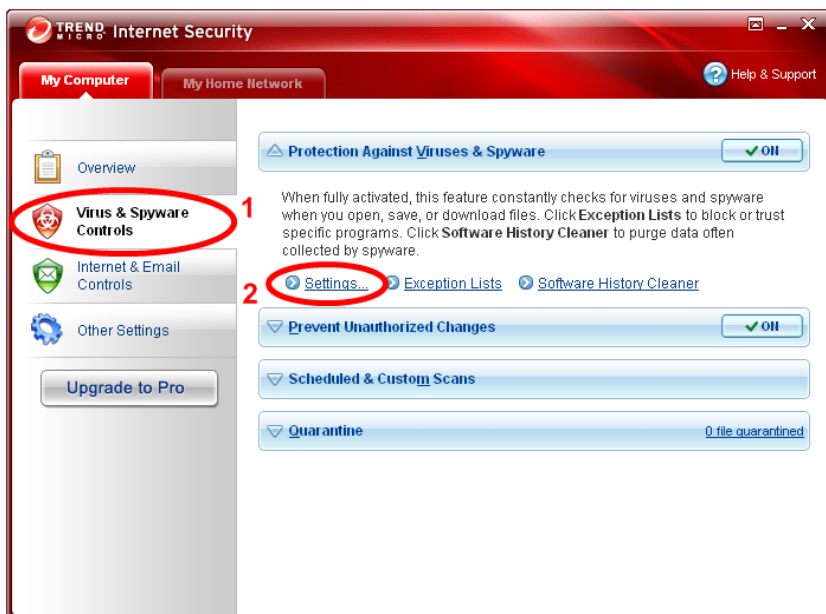 TREND MICRO Internet Security
My Computer
My Home Network
Help & Support
Overview
1
Virus & Spyware
Controls
Internet & Email
Controls
Other Settings
Upgrade to Pro
Protection Against Viruses & Spyware
ON
When fully activated, this feature constantly checks for viruses and spyware
when you open, save, or download files. Click Exception Lists to block or trust
specific programs. Click Software History Cleaner to purge data often
collected by spyware.
2
Settings...
Exception Lists
Software History Cleaner
Prevent Unauthorized Changes
ON
Scheduled & Custom Scans
Quarantine
0 file quarantined